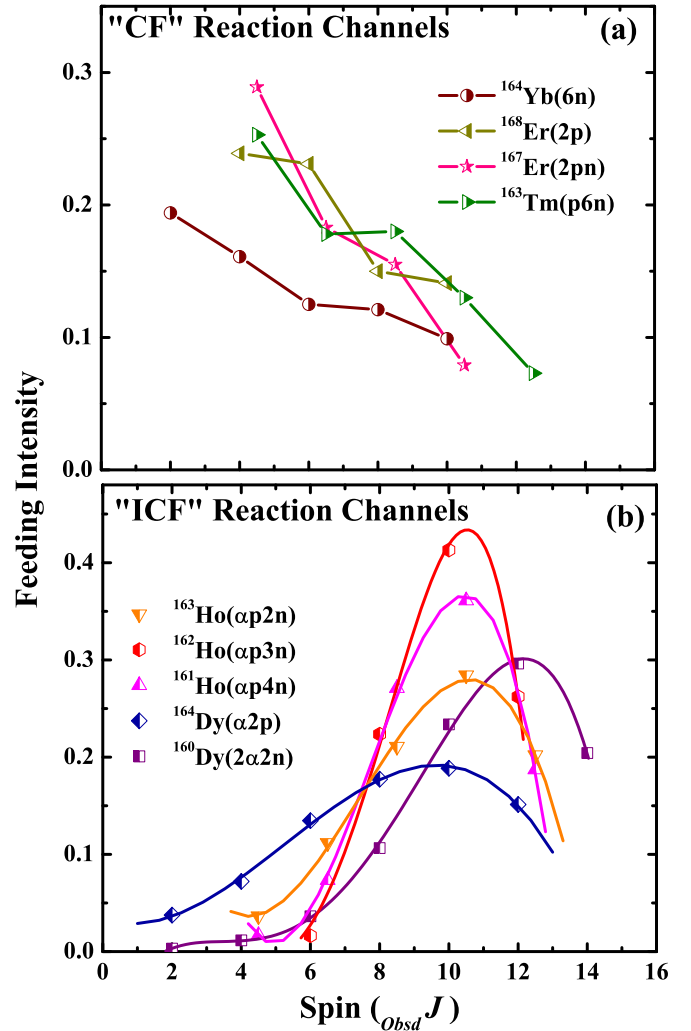 "CF" Reaction Channels
(a)
0.3
0.2
0.1
0.0
¹⁶⁴Yb(6n)
¹⁶⁸Er(2p)
¹⁶⁷Er(2pn)
¹⁶³Tm(p6n)
Feeding Intensity
"ICF" Reaction Channels
(b)
0.4
0.3
0.2
0.1
0.0
¹⁶³Ho(αp2n)
¹⁶²Ho(αp3n)
¹⁶¹Ho(αp4n)
¹⁶⁴Dy(α2p)
¹⁶⁰Dy(2α2n)
0 2 4 6 8 10 12 14 16
Spin (Obsd J)